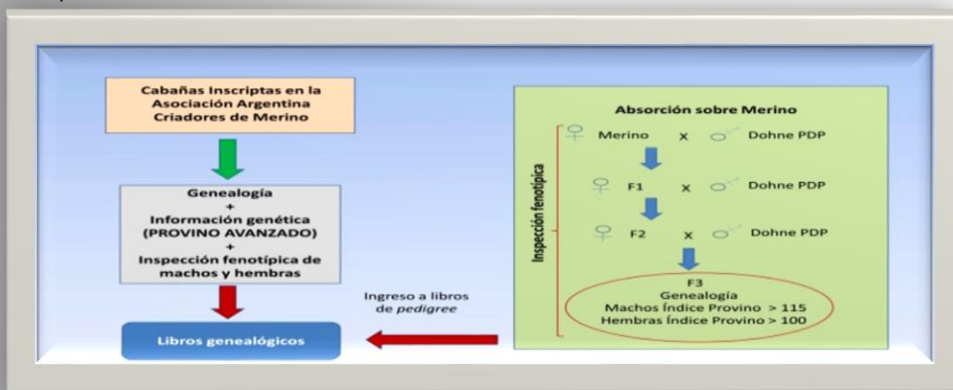 Cabañas Inscriptas en la
Asociación Argentina
Criadores de Merino
Genealogía
+
Información genética
(PROVINO AVANZADO)
+
Inspección fenotípica de
machos y hembras
Libros genealógicos
Ingreso a libros
de pedigree
Inspección fenotípica
Absorción sobre Merino
♀ Merino x ♂ Dohne PDP
♀ F1 x ♂ Dohne PDP
♀ F2 x ♂ Dohne PDP
F3
Genealogía
Machos Índice Provino > 115
Hembras Índice Provino > 100